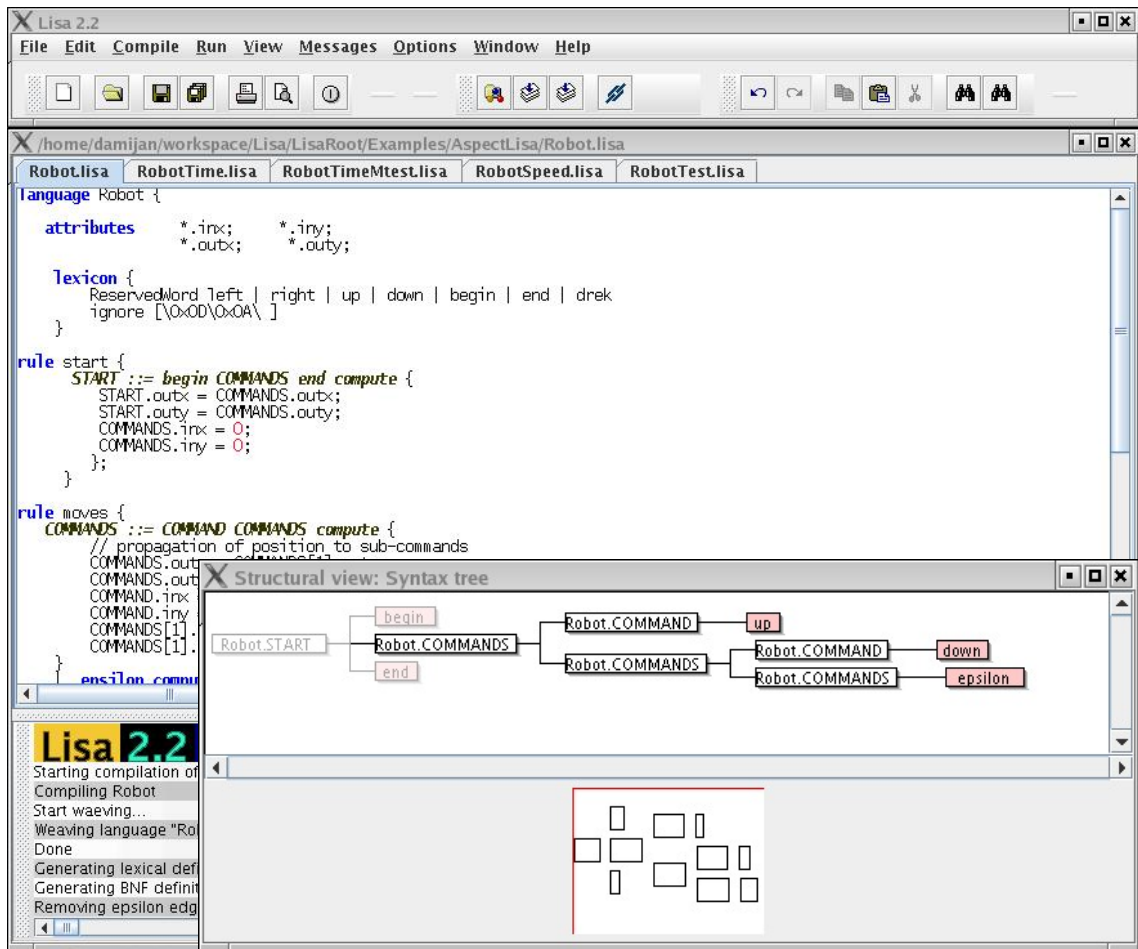 Lisa 2.2
File Edit Compile Run View Messages Options Window Help
/home/damijan/workspace/Lisa/LisaRoot/Examples/AspectLisa/Robot.lisa
Robot.lisa RobotTime.lisa RobotTimeMtest.lisa RobotSpeed.lisa RobotTest.lisa
language Robot {
attributes *.inx; *.iny;
*.outx; *.outy;
lexicon {
ReservedWord left | right | up | down | begin | end | drek
ignore [\0x0D\0x0A\ ]
}
rule start {
START ::= begin COMMANDS end compute {
START.outx = COMMANDS.outx;
START.outy = COMMANDS.outy;
COMMANDS.inx = 0;
COMMANDS.iny = 0;
};
}
rule moves {
COMMANDS ::= COMMAND COMMANDS compute {
// propagation of position to sub-commands
COMMANDS.out
COMMANDS.out
COMMAND.inx
COMMAND.iny
COMMANDS[1].
COMMANDS[1].
}
| epsilon compu
Structural view: Syntax tree
begin
Robot.COMMAND up
Robot.START Robot.COMMANDS
Robot.COMMAND down
Robot.COMMANDS
end
Robot.COMMANDS epsilon
Lisa 2.2
Starting compilation of
Compiling Robot
Start waeving...
Weaving language "Ro
Done
Generating lexical defi
Generating BNF definit
Removing epsilon edg